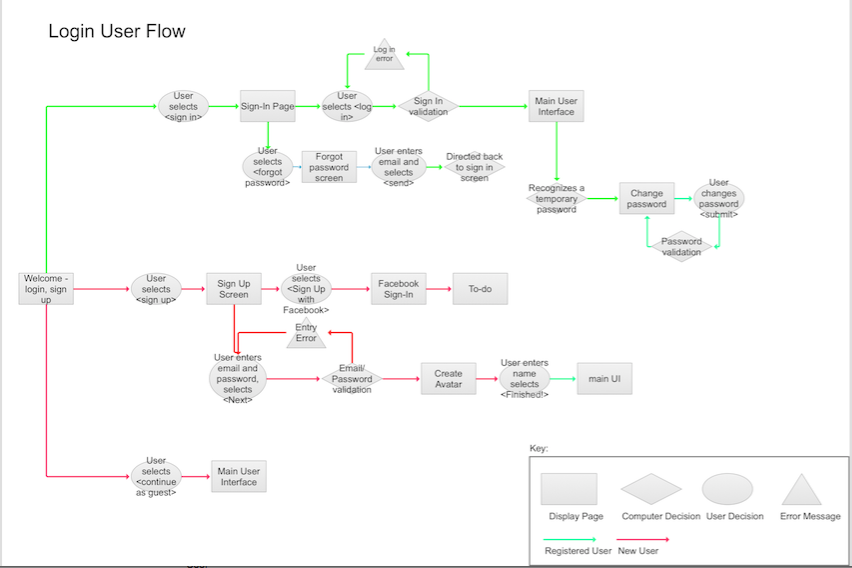 Login User Flow
Log in
error
User
selects
<sign in>
Sign-In Page
User
selects <log
in>
Sign In
validation
Main User
Interface
User
selects
<forgot
password>
Forgot
password
screen
User enters
email and
selects
<send>
Directed back
to sign in
screen
Recognizes a
temporary
password
Change
password
User
changes
password
<submit>
Password
validation
Welcome -
login, sign
up
User
selects
<sign up>
Sign Up
Screen
User
selects
<Sign Up
with
Facebook>
Facebook
Sign-In
To-do
Entry
Error
User enters
email and
password,
selects
<Next>
Email/
Password
validation
Create
Avatar
User enters
name
selects
<Finished!>
main UI
User
selects
<continue
as guest>
Main User
Interface
Key:
Display Page
Computer Decision
User Decision
Error Message
Registered User
New User